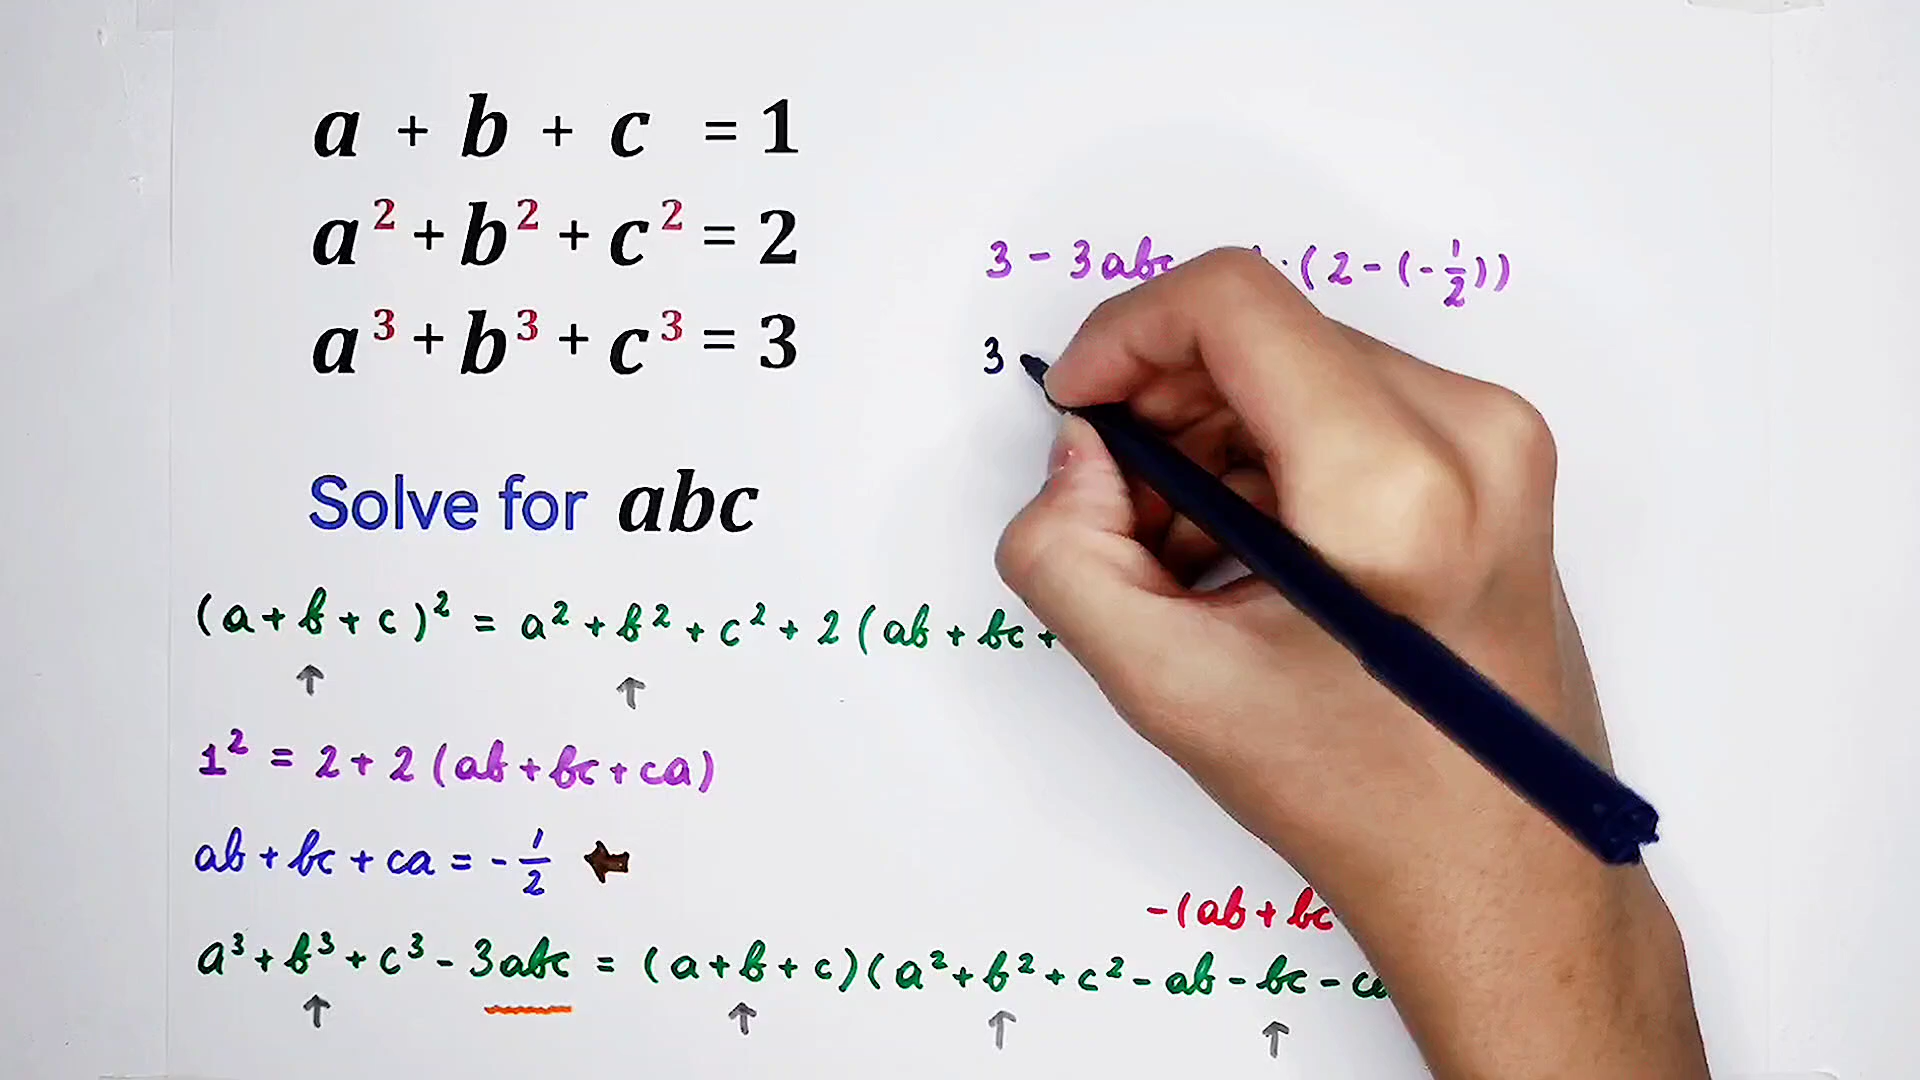 a + b + c = 1
a² + b² + c² = 2
a³ + b³ + c³ = 3
Solve for abc
(a + b + c)² = a² + b² + c² + 2(ab + bc +
↑ ↑
1² = 2 + 2(ab + bc + ca)
ab + bc + ca = -1/2 ←
-(ab + bc
a³ + b³ + c³ - 3abc = (a + b + c)(a² + b² + c² - ab - bc - ca
↑ ↑ ↑ ↑
3 - 3abc · (2 - (-1/2))
3